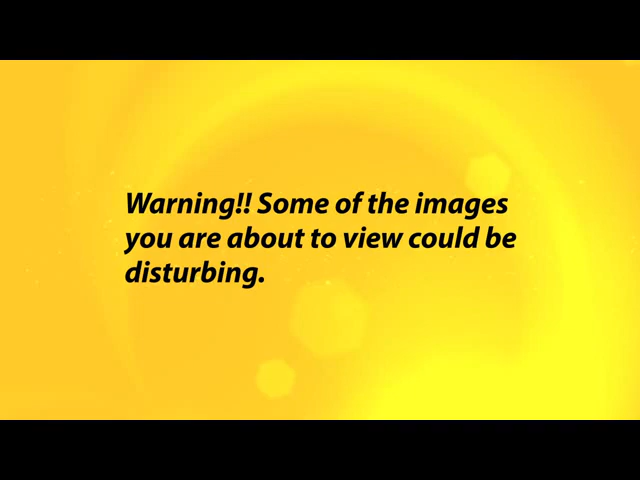 Warning!! Some of the images
you are about to view could be
disturbing.